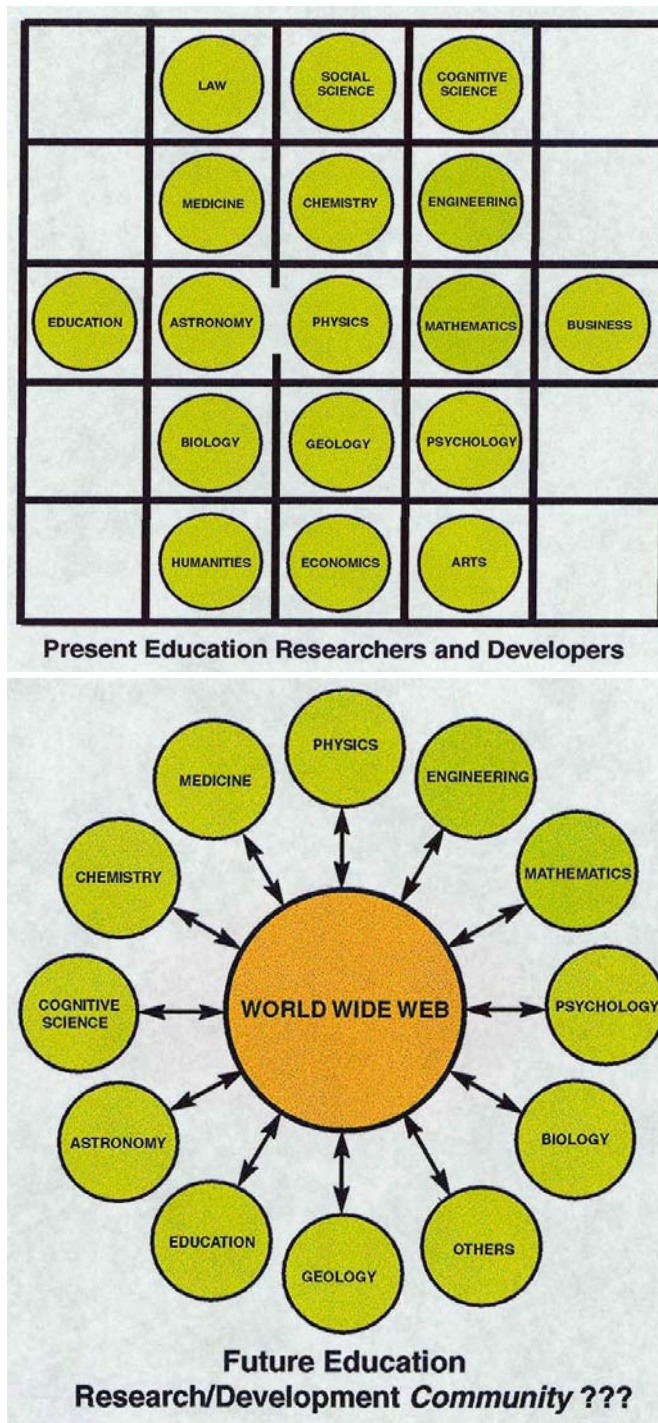 LAW
SOCIAL
SCIENCE
COGNITIVE
SCIENCE
MEDICINE
CHEMISTRY
ENGINEERING
EDUCATION
ASTRONOMY
PHYSICS
MATHEMATICS
BUSINESS
BIOLOGY
GEOLOGY
PSYCHOLOGY
HUMANITIES
ECONOMICS
ARTS
Present Education Researchers and Developers
PHYSICS
MEDICINE
ENGINEERING
CHEMISTRY
MATHEMATICS
COGNITIVE
SCIENCE
WORLD WIDE WEB
PSYCHOLOGY
ASTRONOMY
BIOLOGY
EDUCATION
GEOLOGY
OTHERS
Future Education
Research/Development Community ???